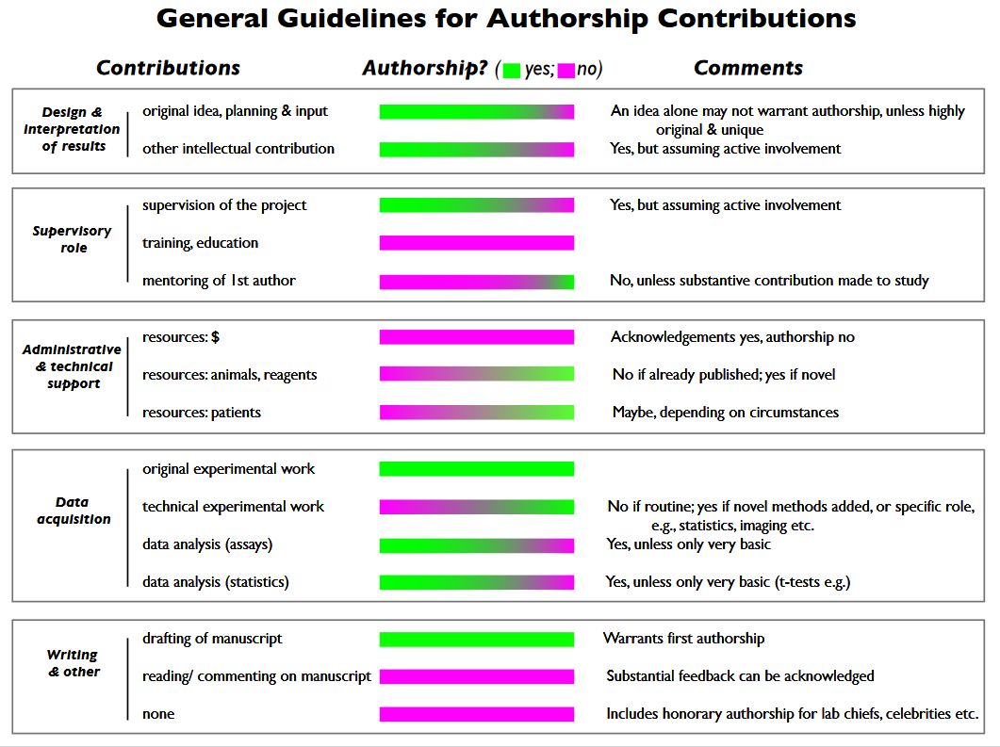 General Guidelines for Authorship Contributions
Contributions Authorship? (yes; no) Comments
Design &
interpretation
of results
original idea, planning & input
An idea alone may not warrant authorship, unless highly
original & unique
other intellectual contribution
Yes, but assuming active involvement
Supervisory
role
supervision of the project
Yes, but assuming active involvement
training, education
mentoring of 1st author
No, unless substantive contribution made to study
Administrative
& technical
support
resources: $
Acknowledgements yes, authorship no
resources: animals, reagents
No if already published; yes if novel
resources: patients
Maybe, depending on circumstances
Data
acquisition
original experimental work
technical experimental work
No if routine; yes if novel methods added, or specific role,
e.g., statistics, imaging etc.
data analysis (assays)
Yes, unless only very basic
data analysis (statistics)
Yes, unless only very basic (t-tests e.g.)
Writing
& other
drafting of manuscript
Warrants first authorship
reading/ commenting on manuscript
Substantial feedback can be acknowledged
none
Includes honorary authorship for lab chiefs, celebrities etc.